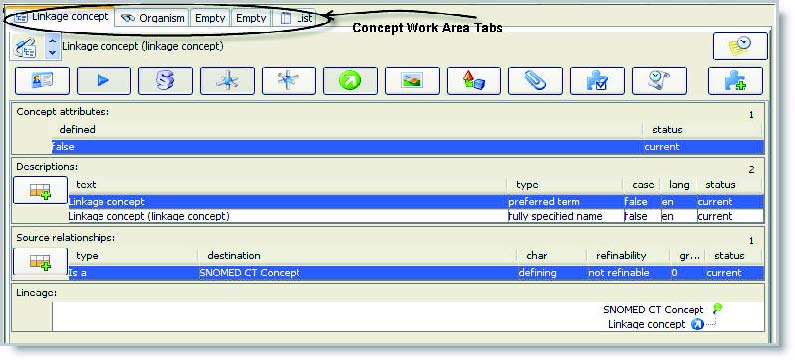 Linkage concept Organism Empty Empty List
Concept Work Area Tabs
Linkage concept (linkage concept)
Concept attributes: 1
defined status
false current
Descriptions: 2
text type case lang status
Linkage concept preferred term false en current
Linkage concept (linkage concept) fully specified name false en current
Source relationships: 1
type destination char refinability gr... status
Is a SNOMED CT Concept defining not refinable 0 current
Lineage:
SNOMED CT Concept
Linkage concept